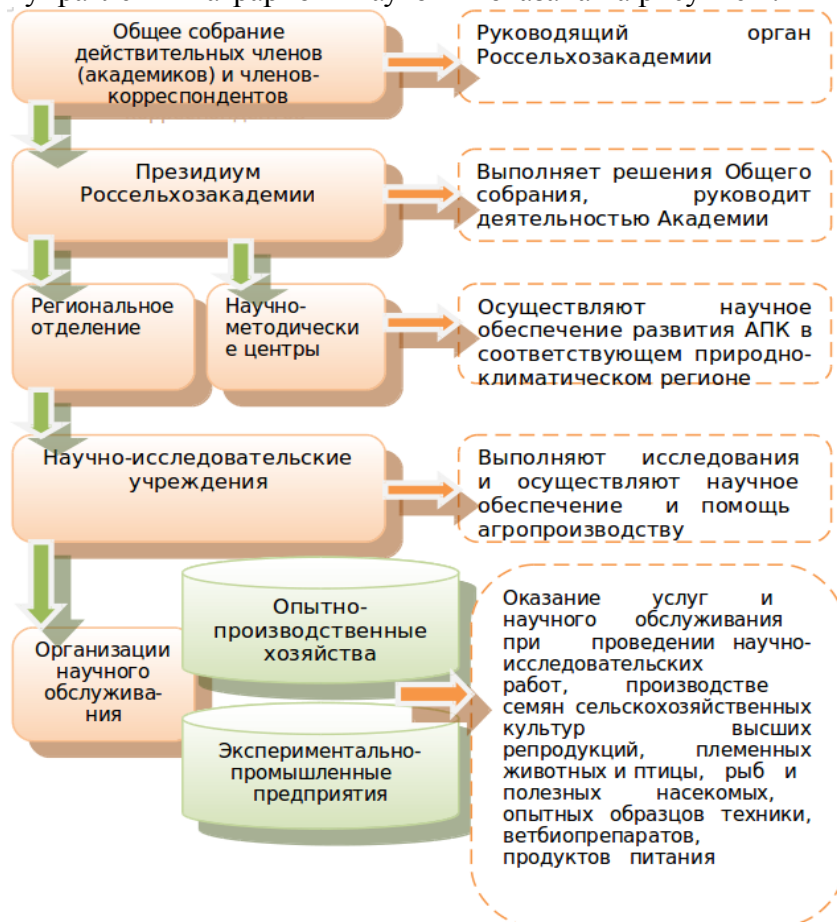 Общее собрание
действительных членов
(академиков) и членов-
корреспондентов
Руководящий орган
Россельхозакадемии
Президиум
Россельхозакадемии
Выполняет решения Общего
собрания, руководит
деятельностью Академии
Региональное
отделение
Научно-
методически
е центры
Осуществляют научное
обеспечение развития АПК в
соответствующем природно-
климатическом регионе
Научно-исследовательские
учреждения
Выполняют исследования
и осуществляют научное
обеспечение и помощь
агропроизводству
Организации
научного
обслужива-
ния
Опытно-
производственные
хозяйства
Экспериментально-
промышленные
предприятия
Оказание услуг и
научного обслуживания
при проведении научно-
исследовательских
работ, производстве
семян сельскохозяйственных
культур высших
репродукций, племенных
животных и птицы, рыб и
полезных насекомых,
опытных образцов техники,
ветбиопрепаратов,
продуктов питания